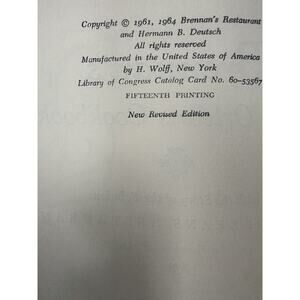 Copyright © 1961, 1964 Brennan's Restaurant
and Hermann B. Deutsch
All rights reserved
Manufactured in the United States of America
by H. Wolff, New York
Library of Congress Catalog Card No. 60-53567
FIFTEENTH PRINTING
New Revised Edition